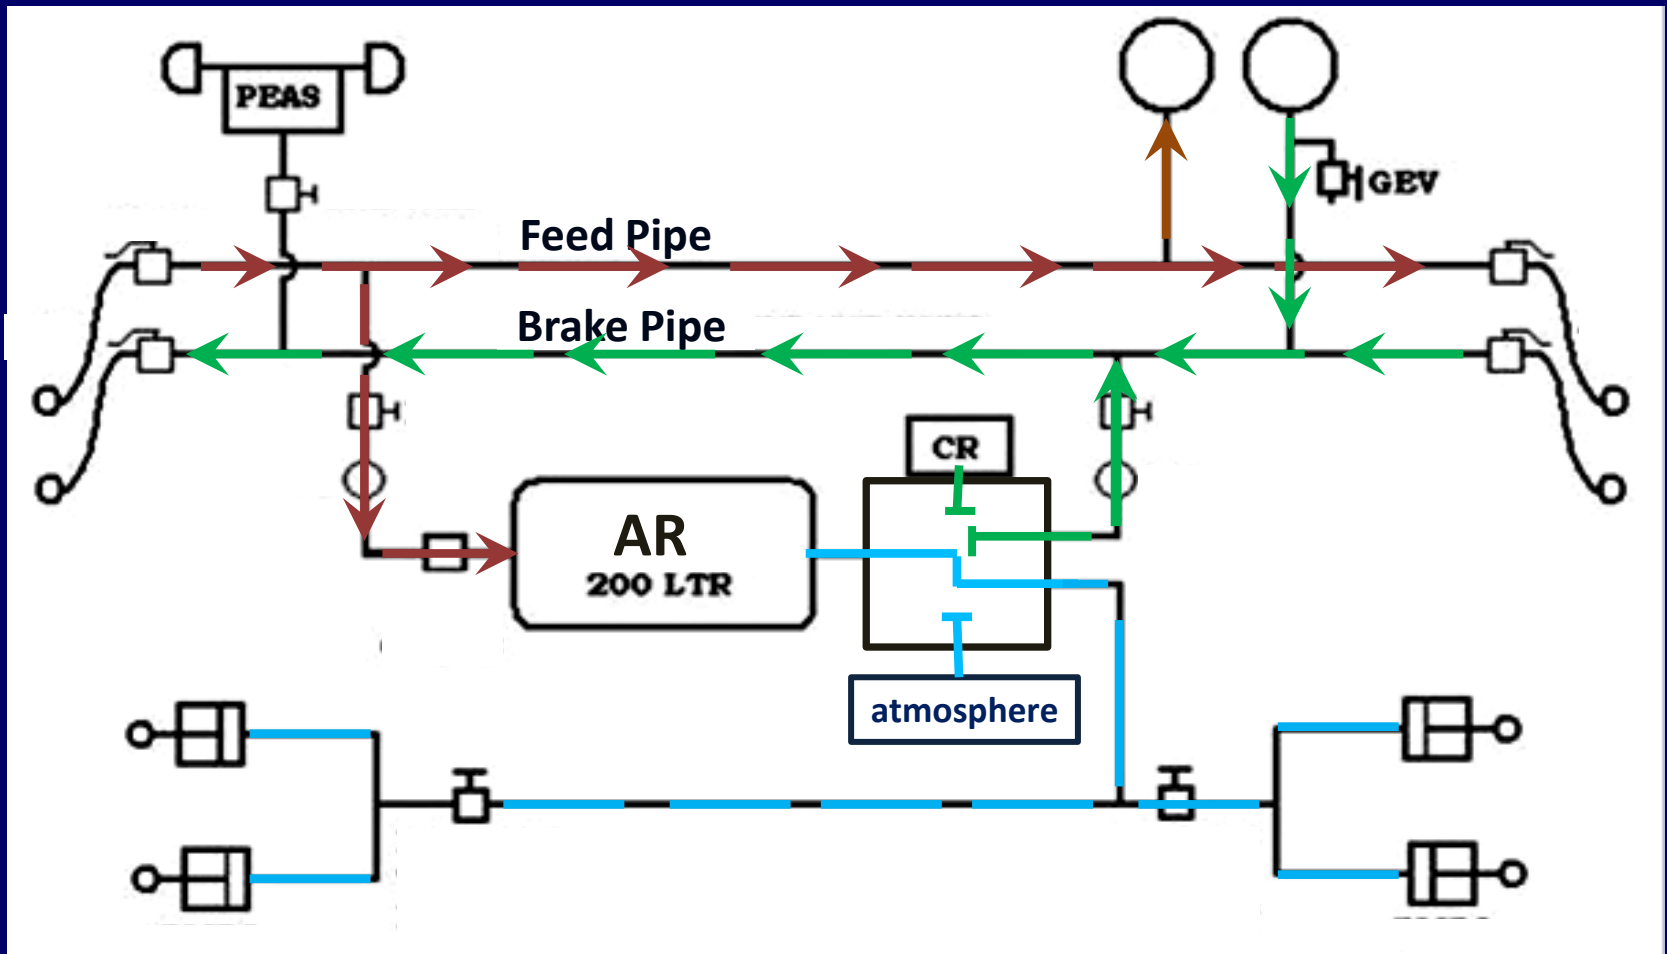 PEAS
GEV
Feed Pipe
Brake Pipe
CR
AR
200 LTR
atmosphere